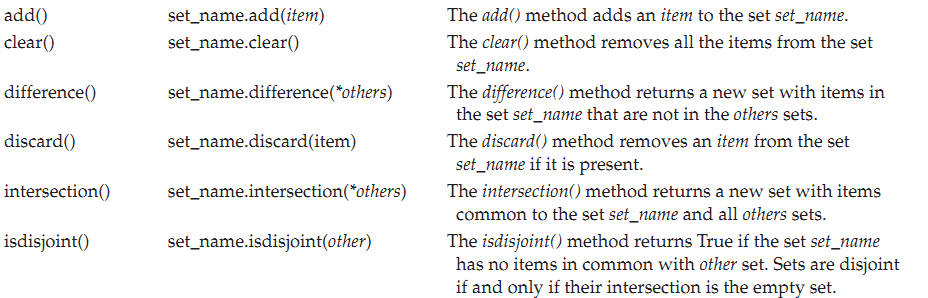 add() set_name.add(item) The add() method adds an item to the set set_name.
clear() set_name.clear() The clear() method removes all the items from the set
set_name.
difference() set_name.difference(*others) The difference() method returns a new set with items in
the set set_name that are not in the others sets.
discard() set_name.discard(item) The discard() method removes an item from the set
set_name if it is present.
intersection() set_name.intersection(*others) The intersection() method returns a new set with items
common to the set set_name and all others sets.
isdisjoint() set_name.isdisjoint(other) The isdisjoint() method returns True if the set set_name
has no items in common with other set. Sets are disjoint
if and only if their intersection is the empty set.